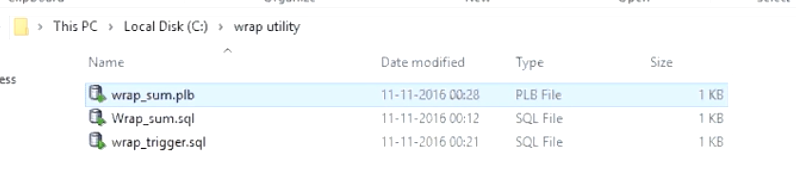 This PC > Local Disk (C:) > wrap utility
Name Date modified Type Size
ess
wrap_sum.plb 11-11-2016 00:28 PLB File 1 KB
Wrap_sum.sql 11-11-2016 00:12 SQL File 1 KB
wrap_trigger.sql 11-11-2016 00:21 SQL File 1 KB